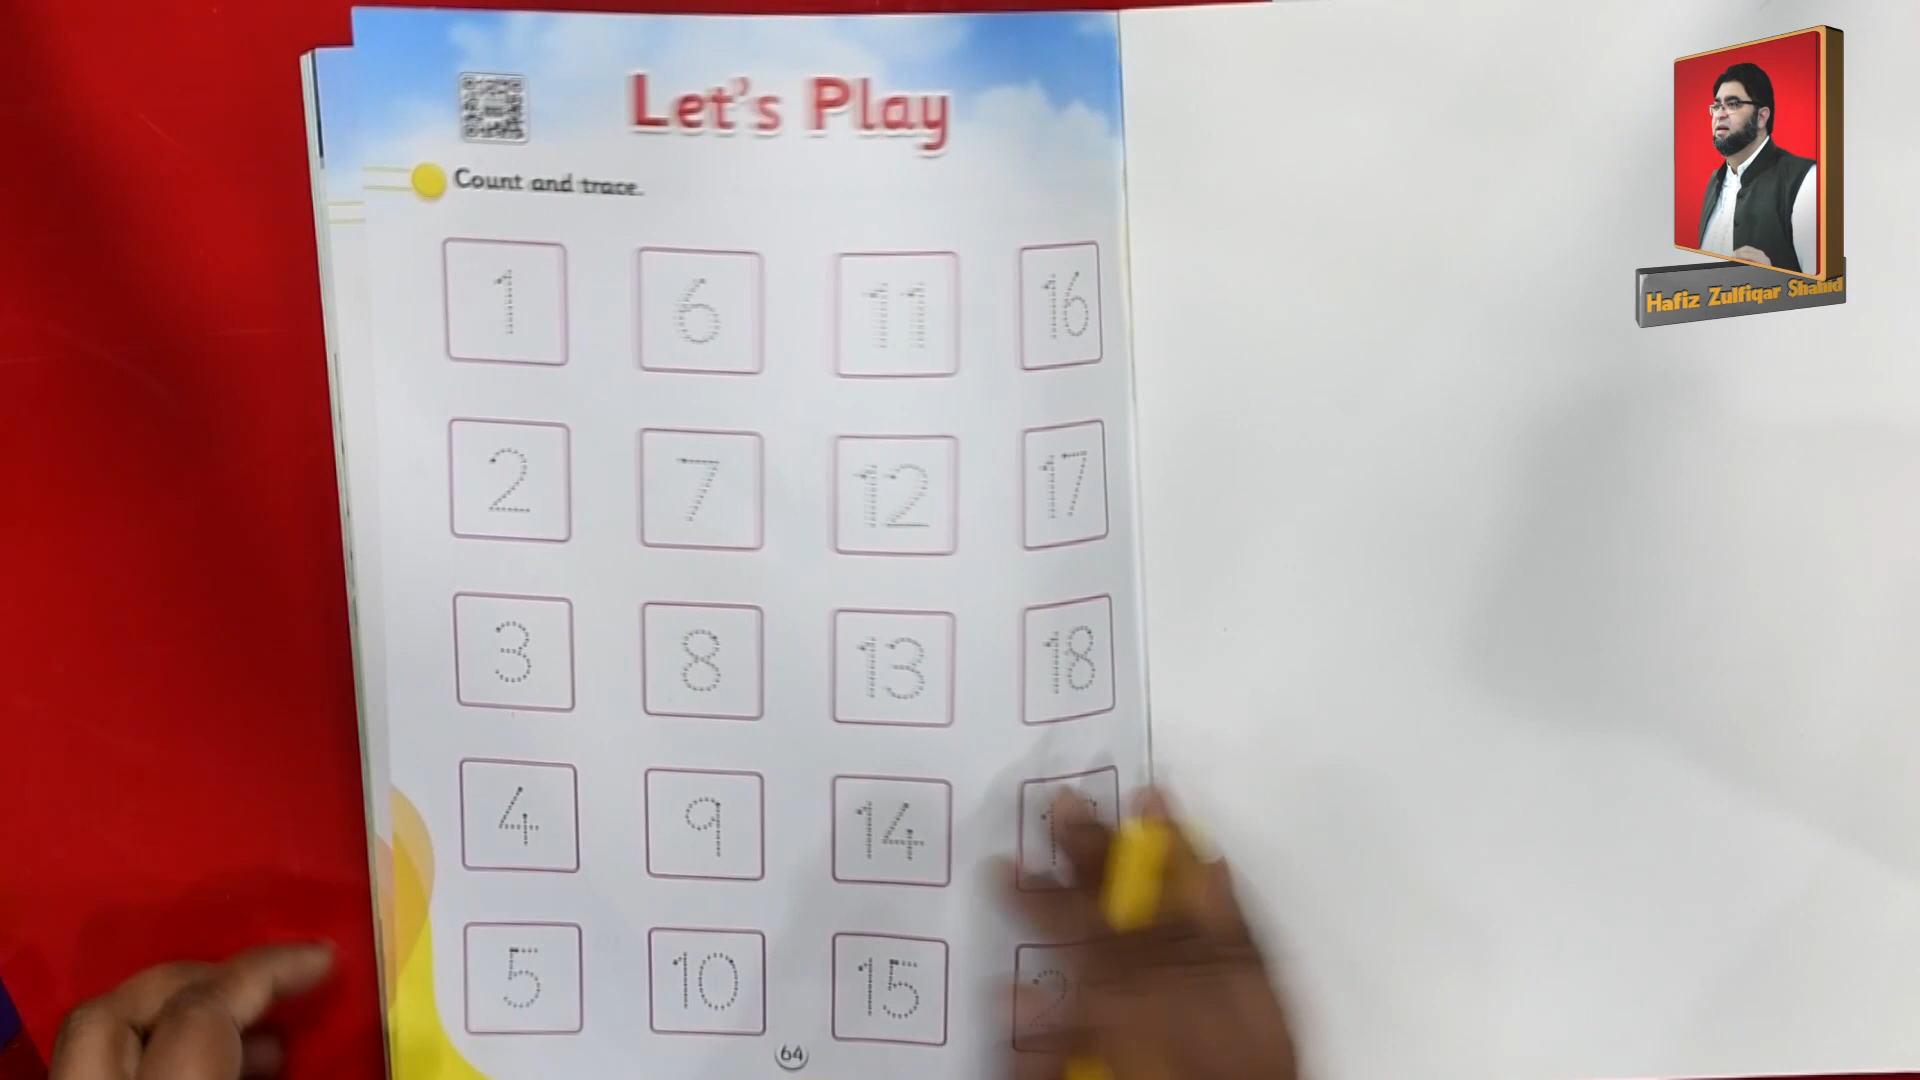 Let's Play
Count and trace.
1 6 11 16
2 7 12 17
3 8 13 18
4 9 14
5 10 15
64
Hafiz Zulfiqar Shahid